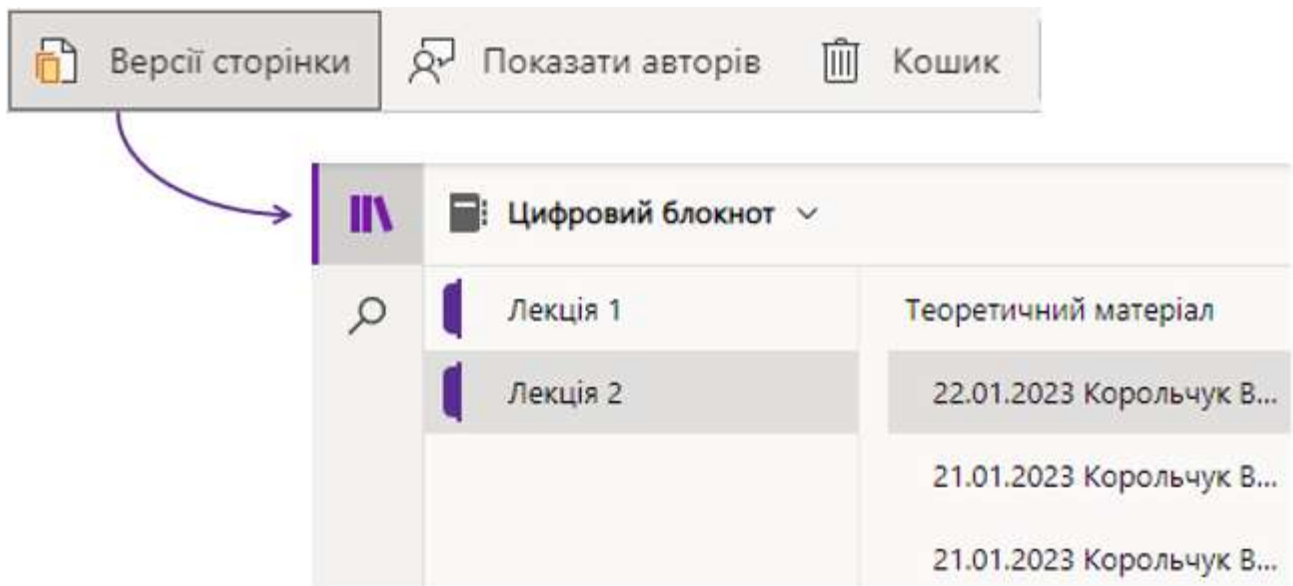 Версії сторінки Показати авторів Кошик
Цифровий блокнот
Лекція 1 Теоретичний матеріал
Лекція 2 22.01.2023 Корольчук В...
21.01.2023 Корольчук В...
21.01.2023 Корольчук В...